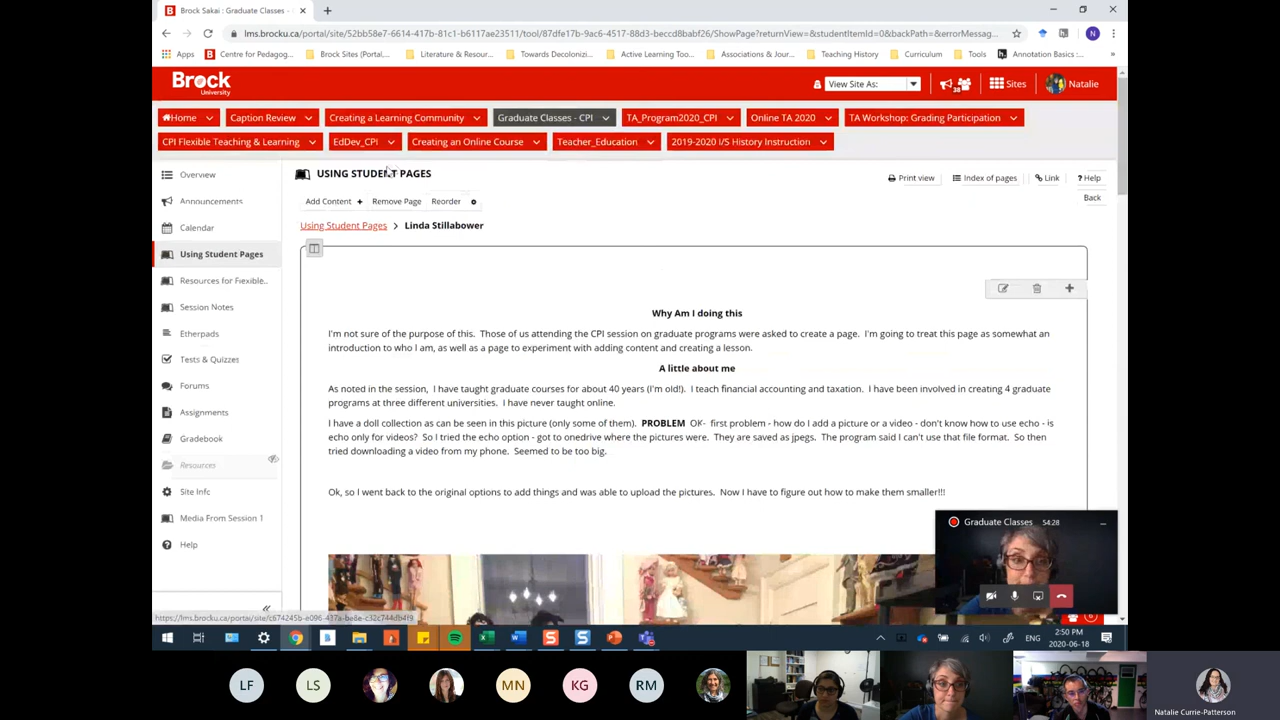 Brock Sakai : Graduate Classes -
lms.brocku.ca/portal/site/52bb58e7-6614-417b-81c1-b6117ae23511/tool/87dfe17b-9ac6-4517-88d3-beccd8babf26/ShowPage?returnView=&studentItemId=0&backPath=&errorMessag...
Apps
Centre for Pedagog...
Brock Sites (Portal,...
Literature & Resour...
Towards Decolonizi...
Active Learning Too...
Associations & Jour...
Teaching History
Curriculum
Tools
Annotation Basics -...
Brock
University
View Site As:
38
Sites
Natalie
Home
Caption Review
Creating a Learning Community
Graduate Classes - CPI
TA_Program2020_CPI
Online TA 2020
TA Workshop: Grading Participation
CPI Flexible Teaching & Learning
EdDev_CPI
Creating an Online Course
Teacher_Education
2019-2020 I/S History Instruction
Overview
Announcements
Calendar
Using Student Pages
Resources for Flexible..
Session Notes
Etherpads
Tests & Quizzes
Forums
Assignments
Gradebook
Resources
Site Info
Media From Session 1
Help
USING STUDENT PAGES
Print view
Index of pages
Link
? Help
Add Content +
Remove Page
Reorder
Back
Using Student Pages > Linda Stillabower
Why Am I doing this
I'm not sure of the purpose of this. Those of us attending the CPI session on graduate programs were asked to create a page. I'm going to treat this page as somewhat an
introduction to who I am, as well as a page to experiment with adding content and creating a lesson.
A little about me
As noted in the session, I have taught graduate courses for about 40 years (I'm old!). I teach financial accounting and taxation. I have been involved in creating 4 graduate
programs at three different universities. I have never taught online.
I have a doll collection as can be seen in this picture (only some of them). PROBLEM OK- first problem - how do I add a picture or a video - don't know how to use echo - is
echo only for videos? So I tried the echo option - got to onedrive where the pictures were. They are saved as jpegs. The program said I can't use that file format. So then
tried downloading a video from my phone. Seemed to be too big.
Ok, so I went back to the original options to add things and was able to upload the pictures. Now I have to figure out how to make them smaller!!!
Graduate Classes 54:28
https://lms.brocku.ca/portal/site/c674245b-e096-437a-be8e-c32c744db4f9
ENG
2:50 PM
2020-06-18
LF
LS
MN
KG
RM
Natalie Currie-Patterson